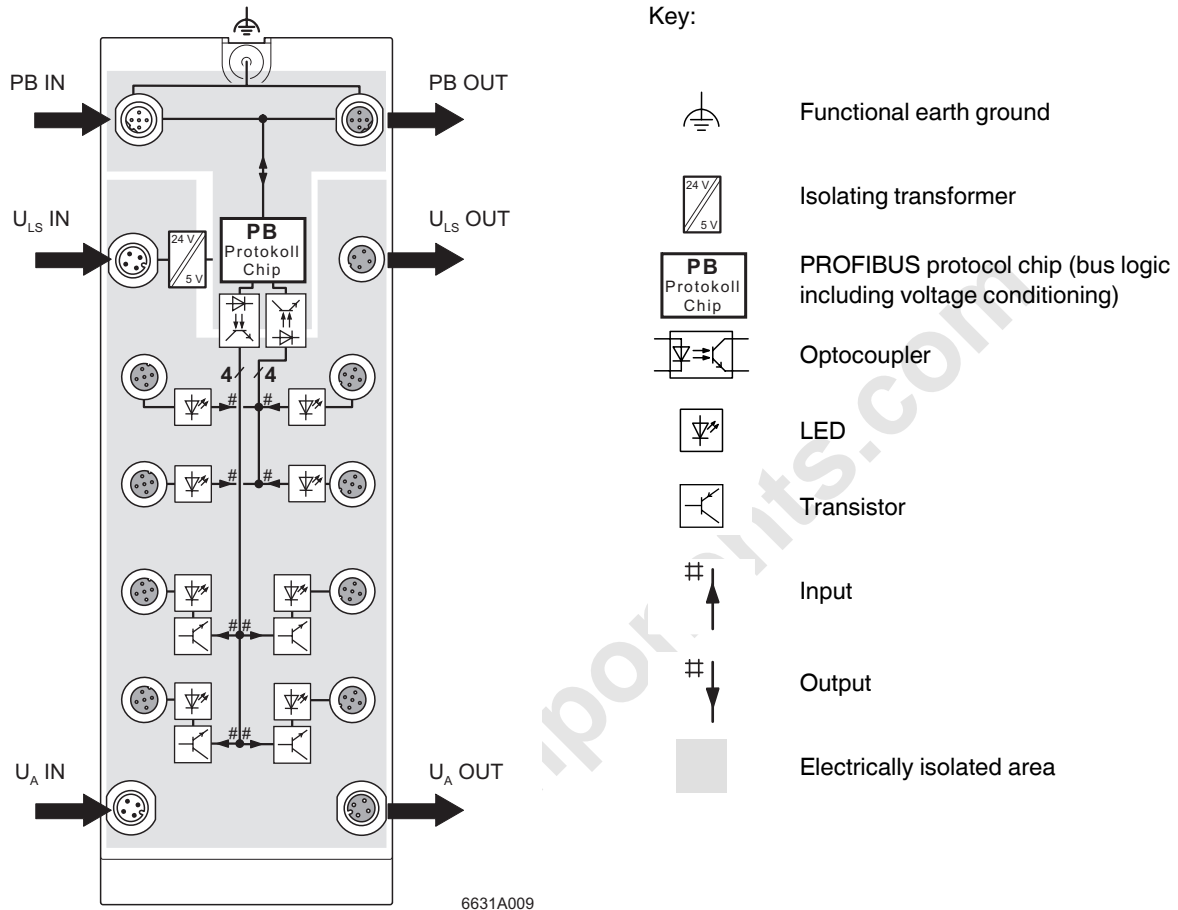 Key:
PB IN
PB OUT
U_LS IN
U_LS OUT
24 V
5 V
PB
Protokoll
Chip
4
4
#
#
#
#
##
##
U_A IN
U_A OUT
6631A009
Functional earth ground
24 V
5 V
Isolating transformer
PB
Protokoll
Chip
PROFIBUS protocol chip (bus logic
including voltage conditioning)
Optocoupler
LED
Transistor
#
Input
#
Output
Electrically isolated area